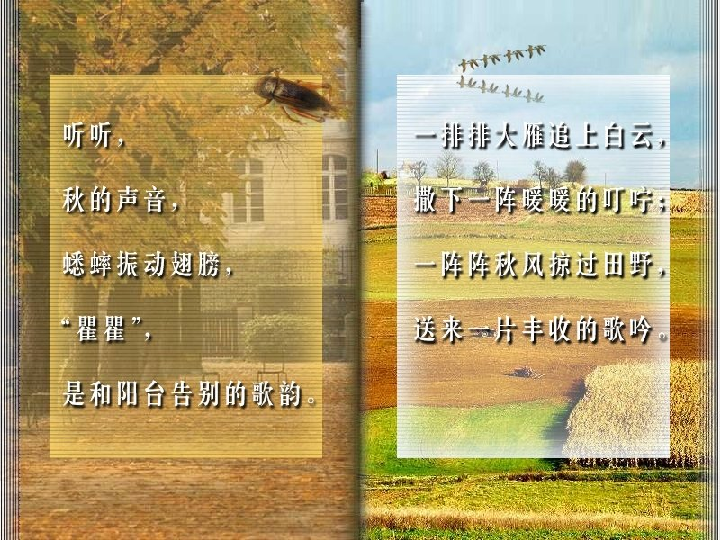 听听，
秋的声音，
蟋蟀振动翅膀，
“瞿瞿”，
是和阳台告别的歌韵。
一排排大雁追上白云，
撒下一阵暖暖的叮咛；
一阵阵秋风掠过田野，
送来一片丰收的歌吟。